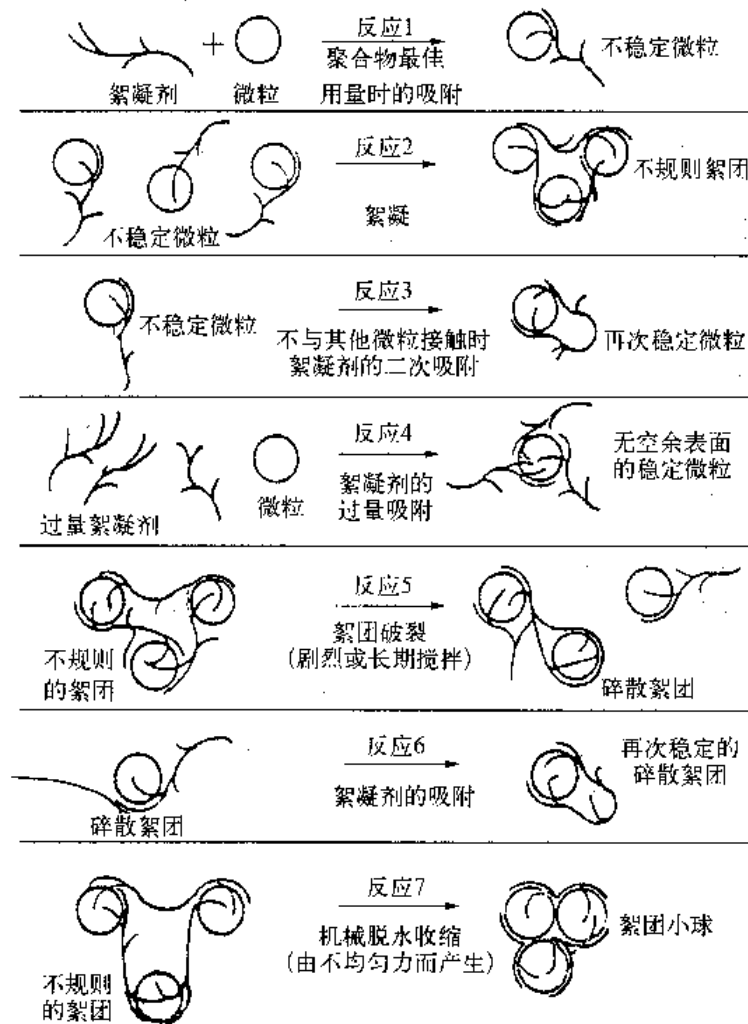 反应1
絮凝剂 + 微粒
聚合物最佳
用量时的吸附
不稳定微粒
反应2
不稳定微粒
絮凝
不规则絮团
反应3
不稳定微粒
不与其他微粒接触时
絮凝剂的二次吸附
再次稳定微粒
反应4
过量絮凝剂
微粒
絮凝剂的
过量吸附
无空余表面
的稳定微粒
反应5
不规则
的絮团
絮团破裂
(剧烈或长期搅拌)
碎散絮团
反应6
碎散絮团
絮凝剂的吸附
再次稳定的
碎散絮团
反应7
不规则
的絮团
机械脱水收缩
(由不均匀力而产生)
絮团小球